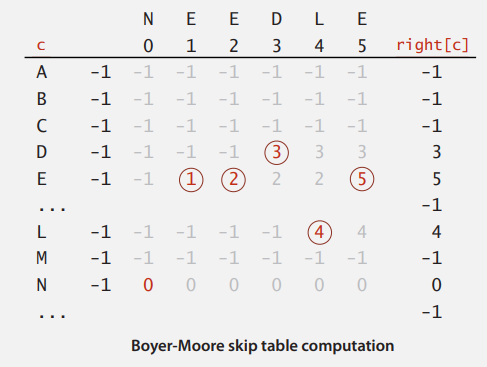 N E E D L E
c 0 1 2 3 4 5 right[c]
A -1 -1 -1 -1 -1 -1 -1 -1
B -1 -1 -1 -1 -1 -1 -1 -1
C -1 -1 -1 -1 -1 -1 -1 -1
D -1 -1 -1 -1 3 3 3 3
E -1 -1 1 2 2 2 5 5
... -1
L -1 -1 -1 -1 -1 4 4 4
M -1 -1 -1 -1 -1 -1 -1 -1
N -1 0 0 0 0 0 0 0
... -1
Boyer-Moore skip table computation